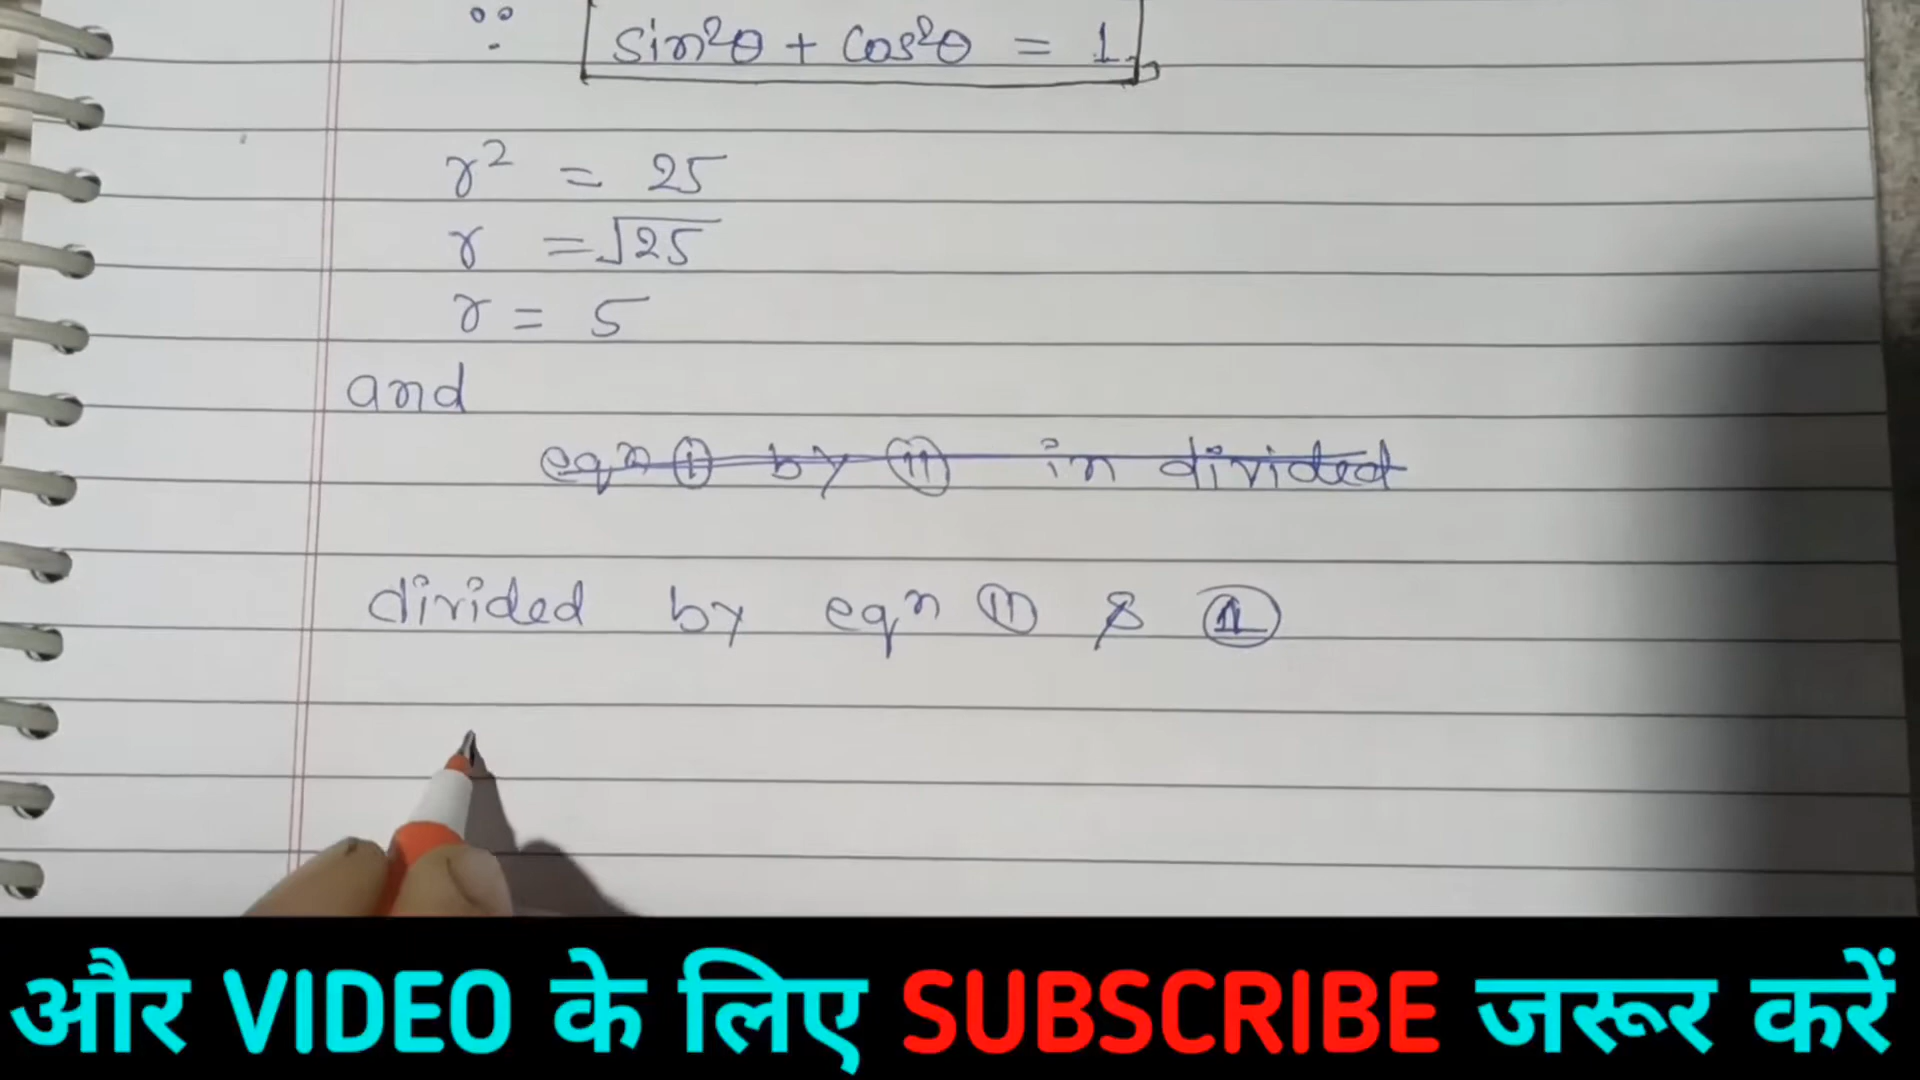 ∵ sin²θ + cos²θ = 1
r² = 25
r = √25
r = 5
and
eqn (i) by (ii) in divided
divided by eqn (ii) & (1)
और VIDEO के लिए SUBSCRIBE जरूर करें